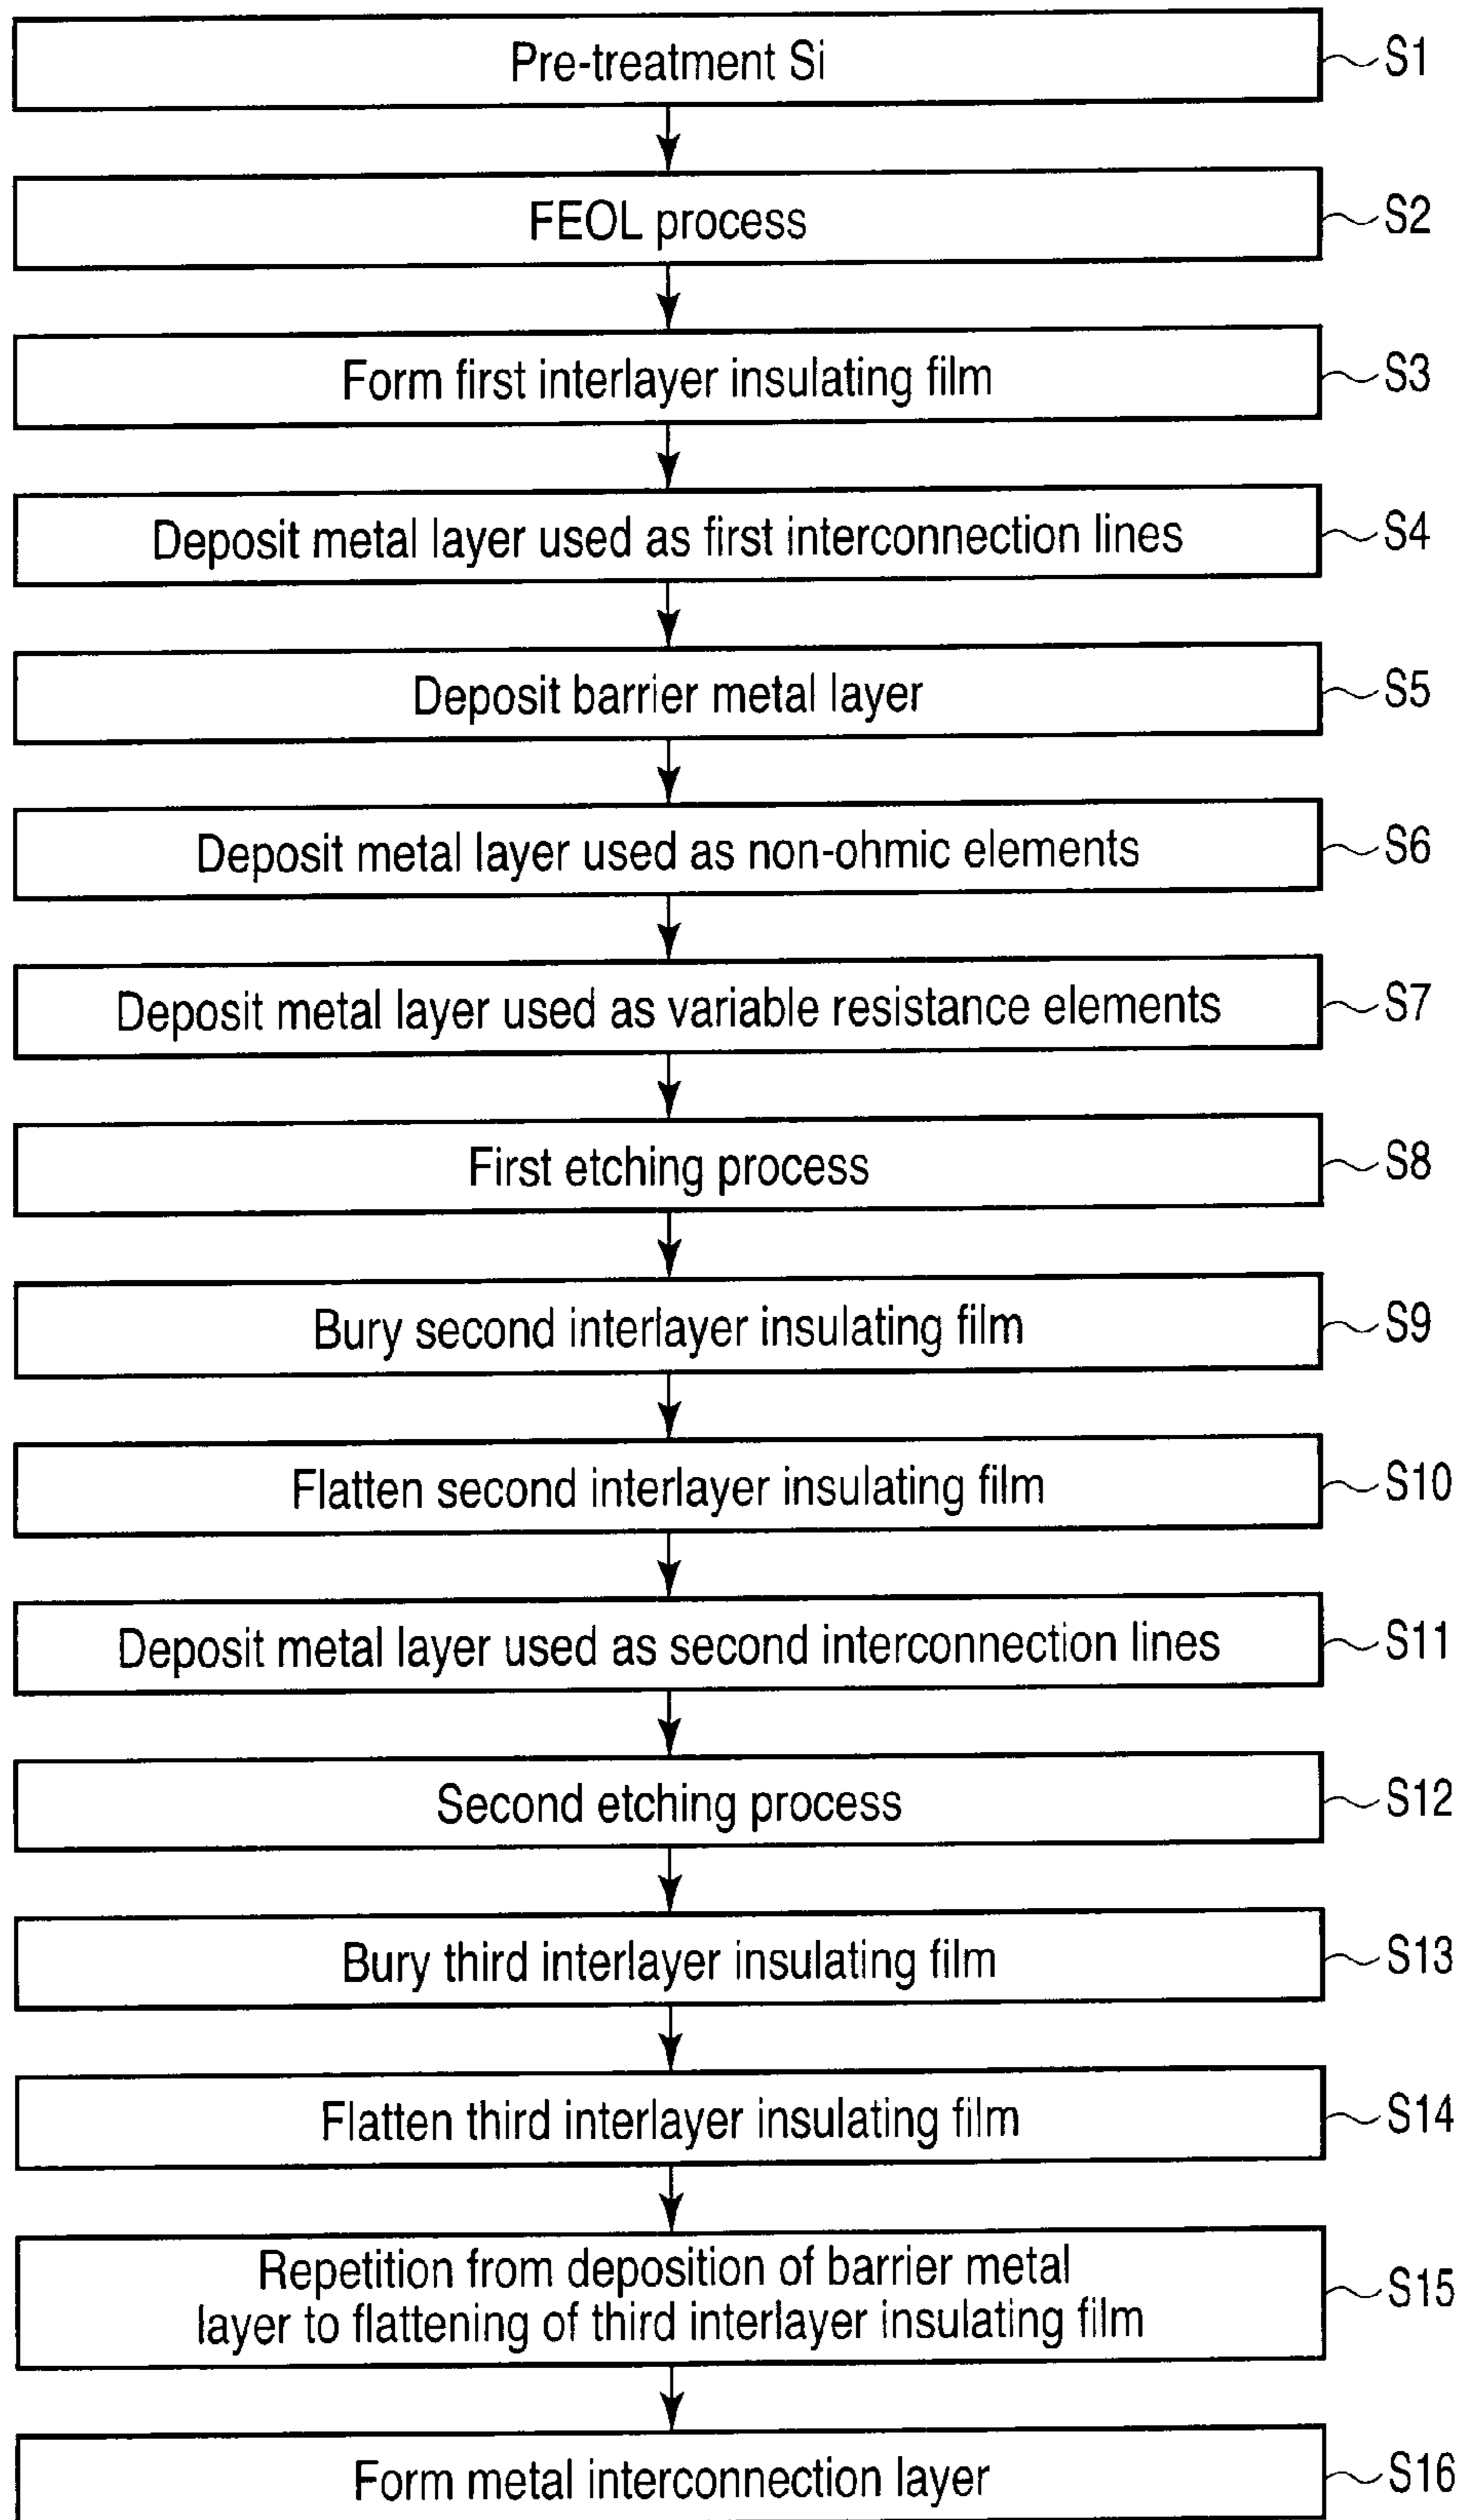 Pre-treatment Si S1
FEOL process S2
Form first interlayer insulating film S3
Deposit metal layer used as first interconnection lines S4
Deposit barrier metal layer S5
Deposit metal layer used as non-ohmic elements S6
Deposit metal layer used as variable resistance elements S7
First etching process S8
Bury second interlayer insulating film S9
Flatten second interlayer insulating film S10
Deposit metal layer used as second interconnection lines S11
Second etching process S12
Bury third interlayer insulating film S13
Flatten third interlayer insulating film S14
Repetition from deposition of barrier metal
layer to flattening of third interlayer insulating film S15
Form metal interconnection layer S16